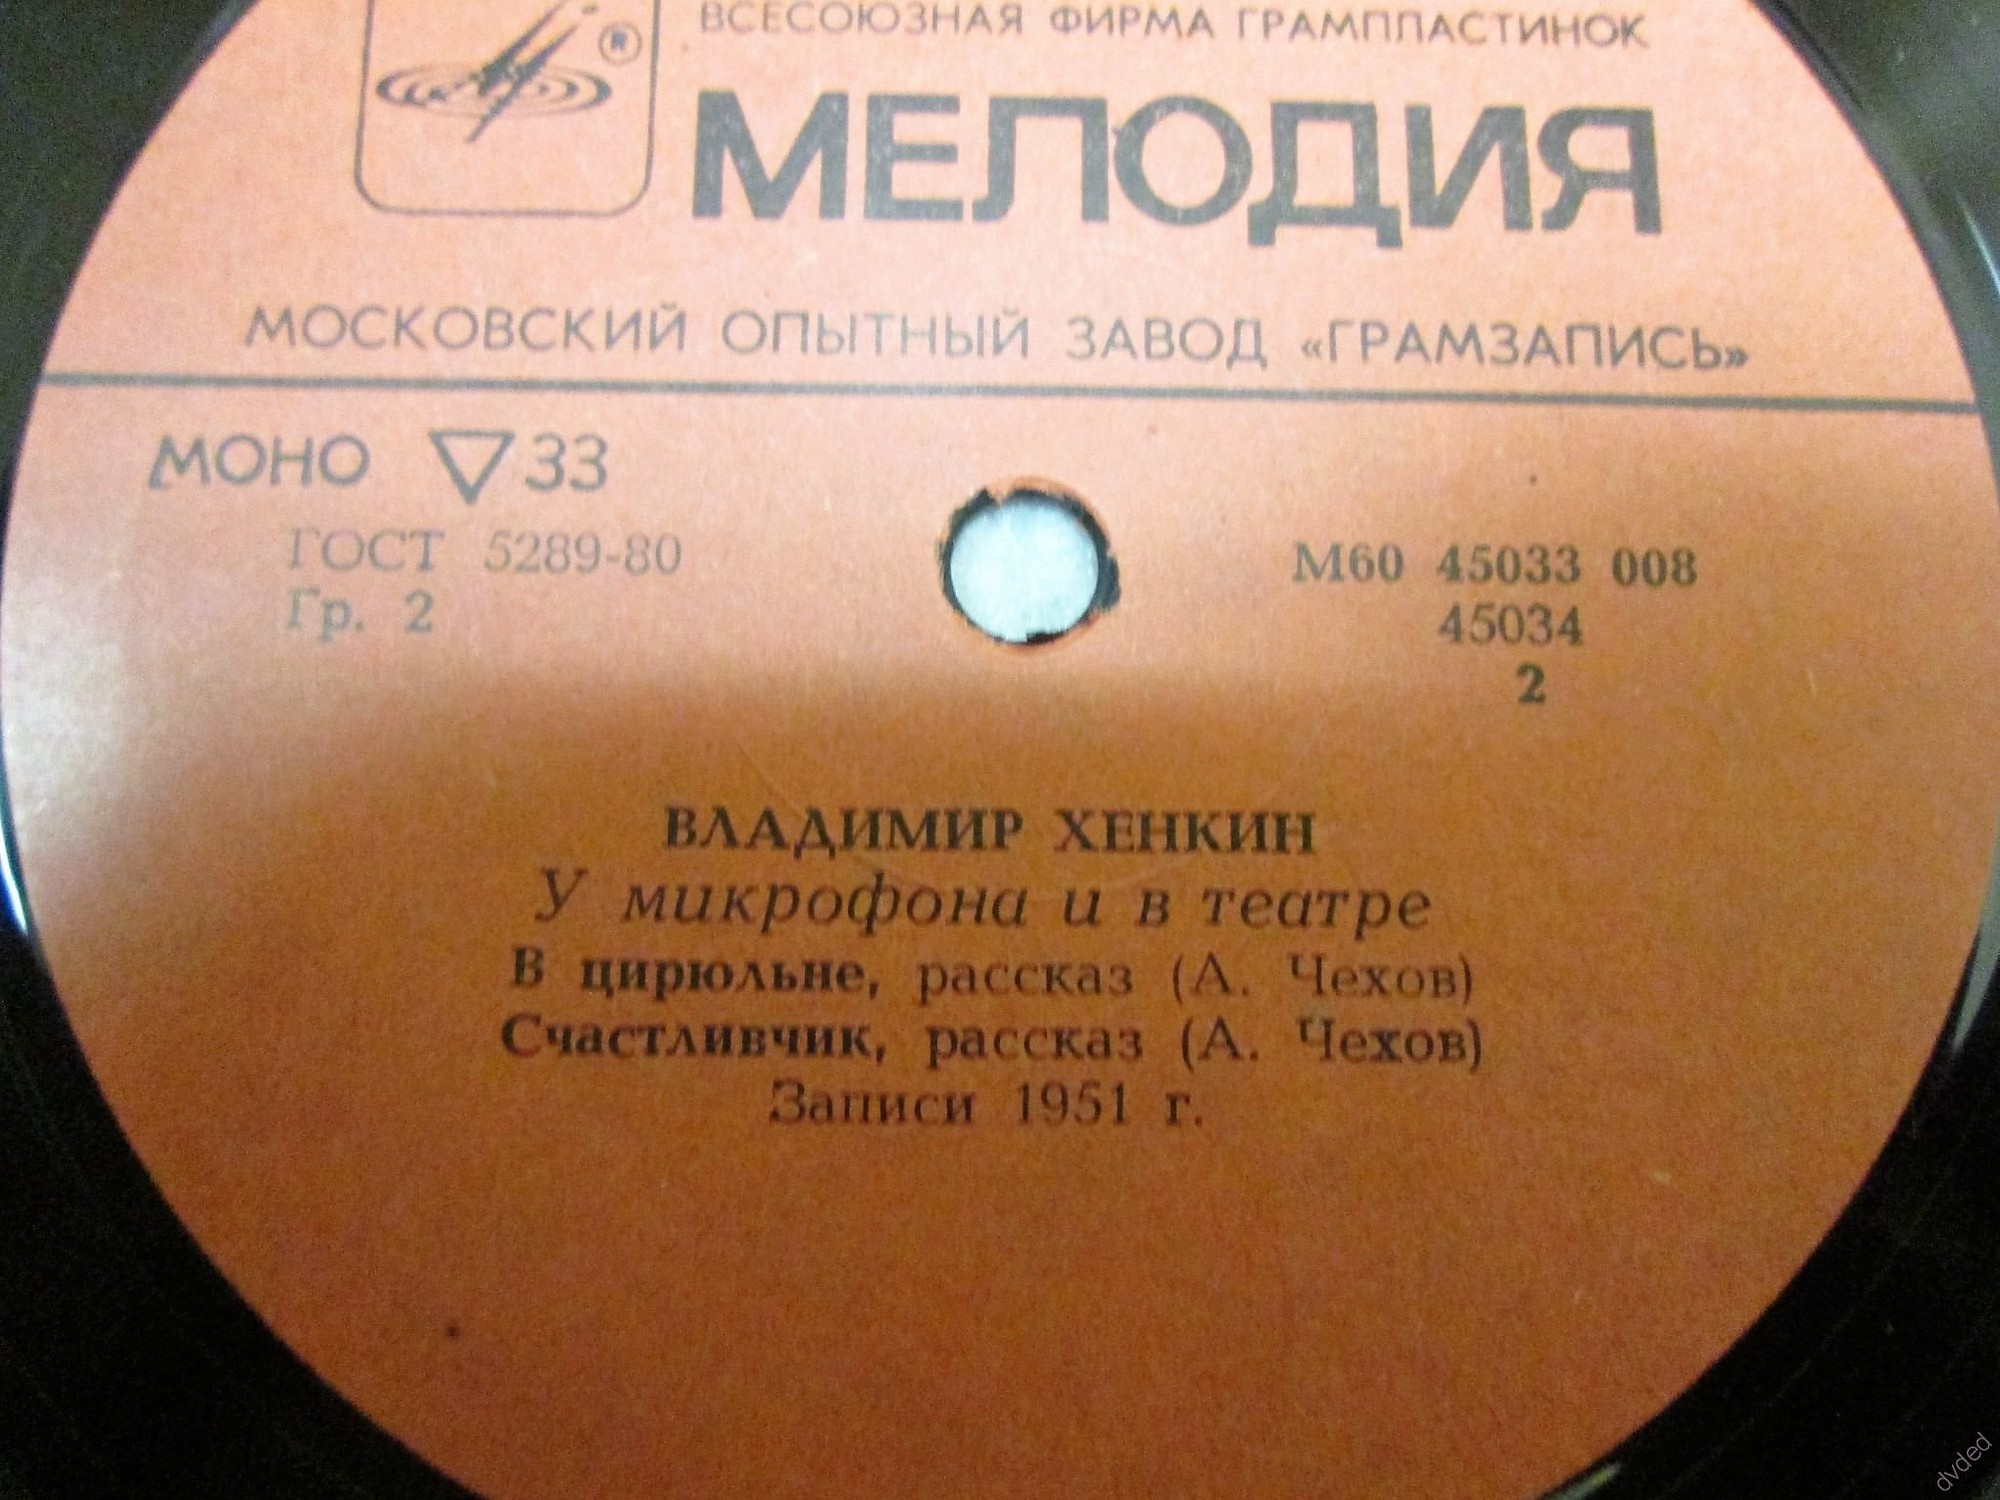 ВСЕСОЮЗНАЯ ФИРМА ГРАМПЛАСТИНОК
МЕЛОДИЯ
МОСКОВСКИЙ ОПЫТНЫЙ ЗАВОД «ГРАМЗАПИСЬ»
МОНО ▽ 33
ГОСТ 5289-80
Гр. 2
М60 45033 008
45034
2
ВЛАДИМИР ХЕНКИН
У микрофона и в театре
В цирюльне, рассказ (А. Чехов)
Счастливчик, рассказ (А. Чехов)
Записи 1951 г.
dvded